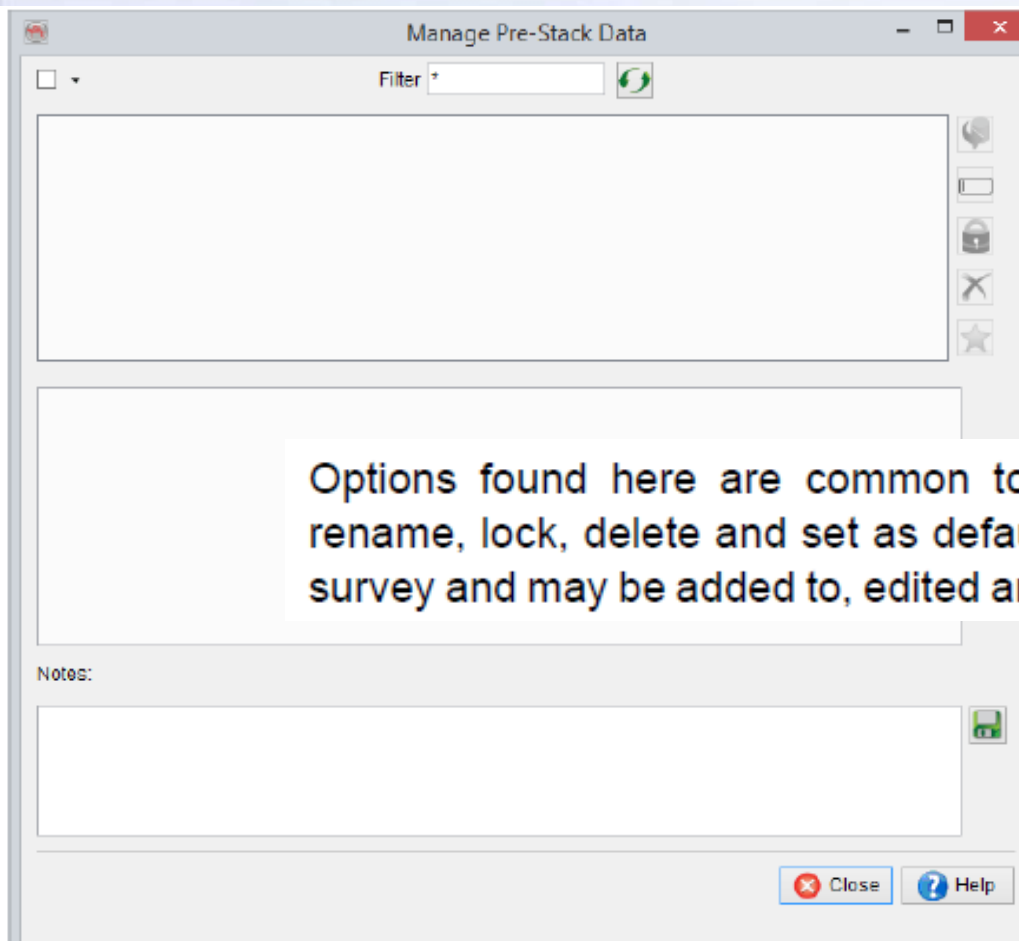 Manage Pre-Stack Data
Filter *
Options found here are common to
rename, lock, delete and set as defau
survey and may be added to, edited a
Notes:
Close Help